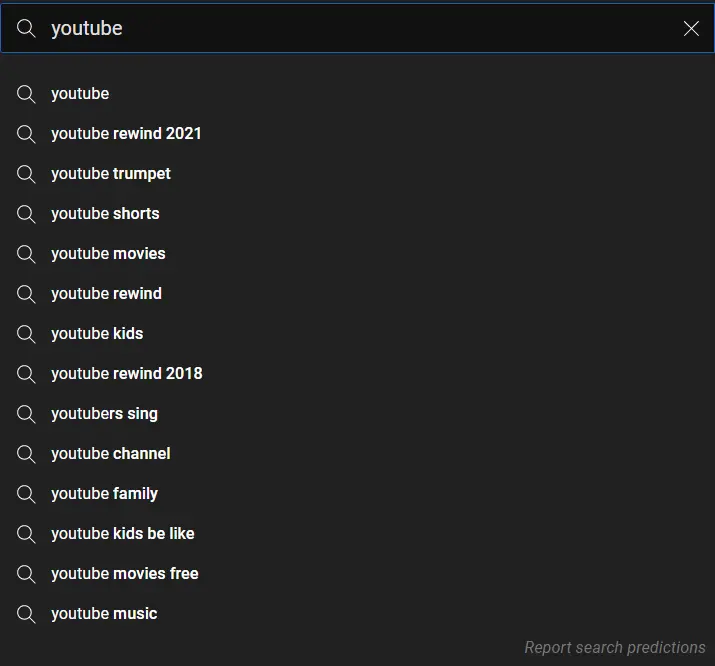 youtube
youtube
youtube rewind 2021
youtube trumpet
youtube shorts
youtube movies
youtube rewind
youtube kids
youtube rewind 2018
youtubers sing
youtube channel
youtube family
youtube kids be like
youtube movies free
youtube music
Report search predictions